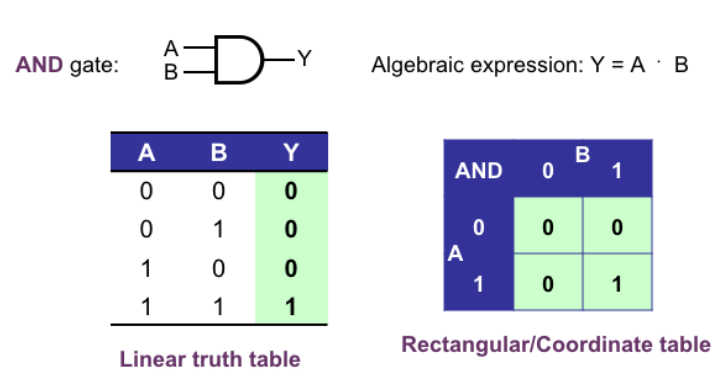 AND gate:
A
B
Y
Algebraic expression: Y = A · B
A B Y
0 0 0
0 1 0
1 0 0
1 1 1
Linear truth table
B
AND 0 1
0 0 0
A
1 0 1
Rectangular/Coordinate table